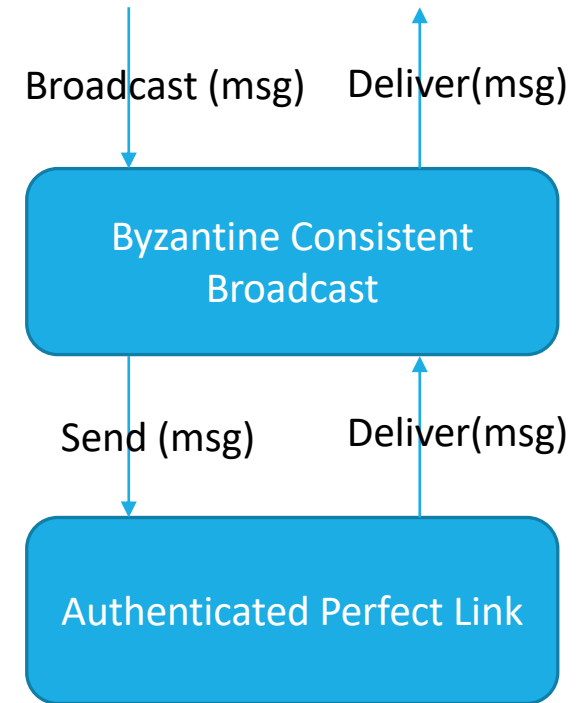 Broadcast (msg) Deliver(msg)
Byzantine Consistent
Broadcast
Send (msg) Deliver(msg)
Authenticated Perfect Link